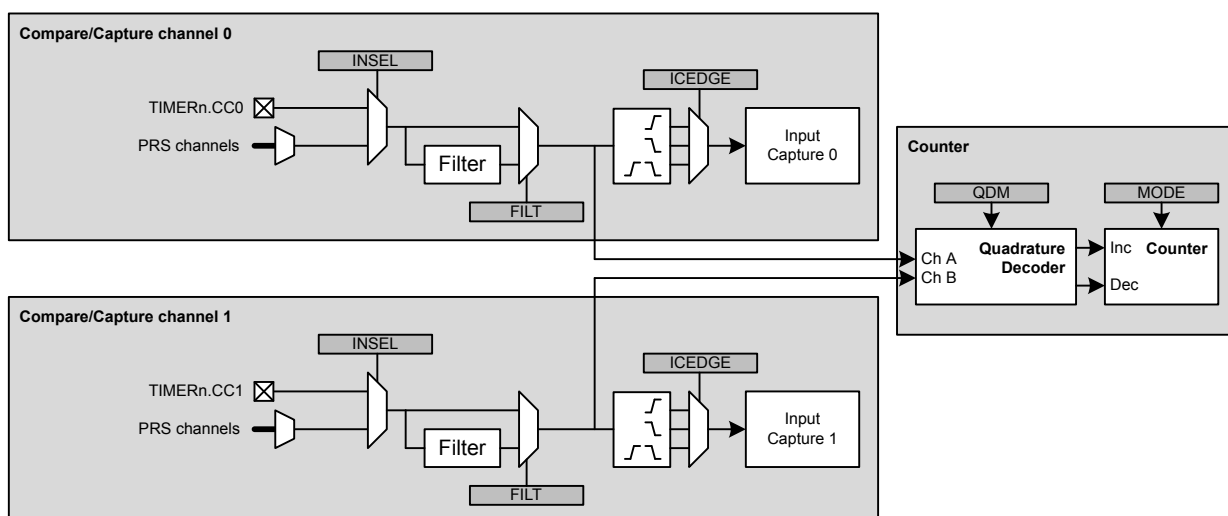 Compare/Capture channel 0
INSEL
ICEDGE
TIMERn.CC0
PRS channels
Filter
FILT
Input
Capture 0
Counter
QDM
MODE
Ch A
Ch B
Quadrature
Decoder
Inc
Counter
Dec
Compare/Capture channel 1
INSEL
ICEDGE
TIMERn.CC1
PRS channels
Filter
FILT
Input
Capture 1